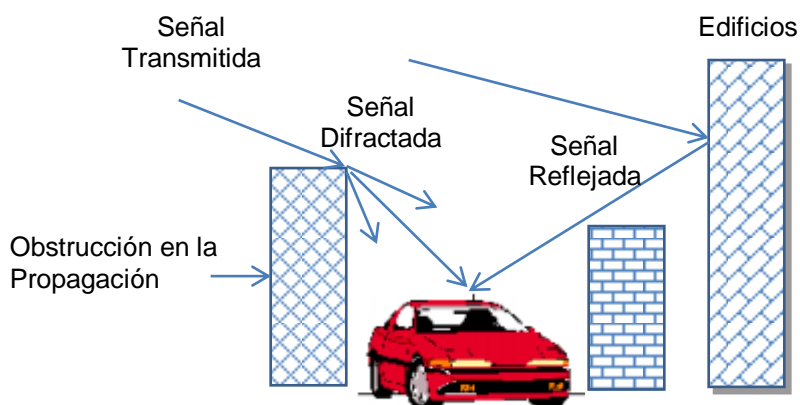 Señal
Transmitida
Edificios
Señal
Difractada
Señal
Reflejada
Obstrucción en la
Propagación